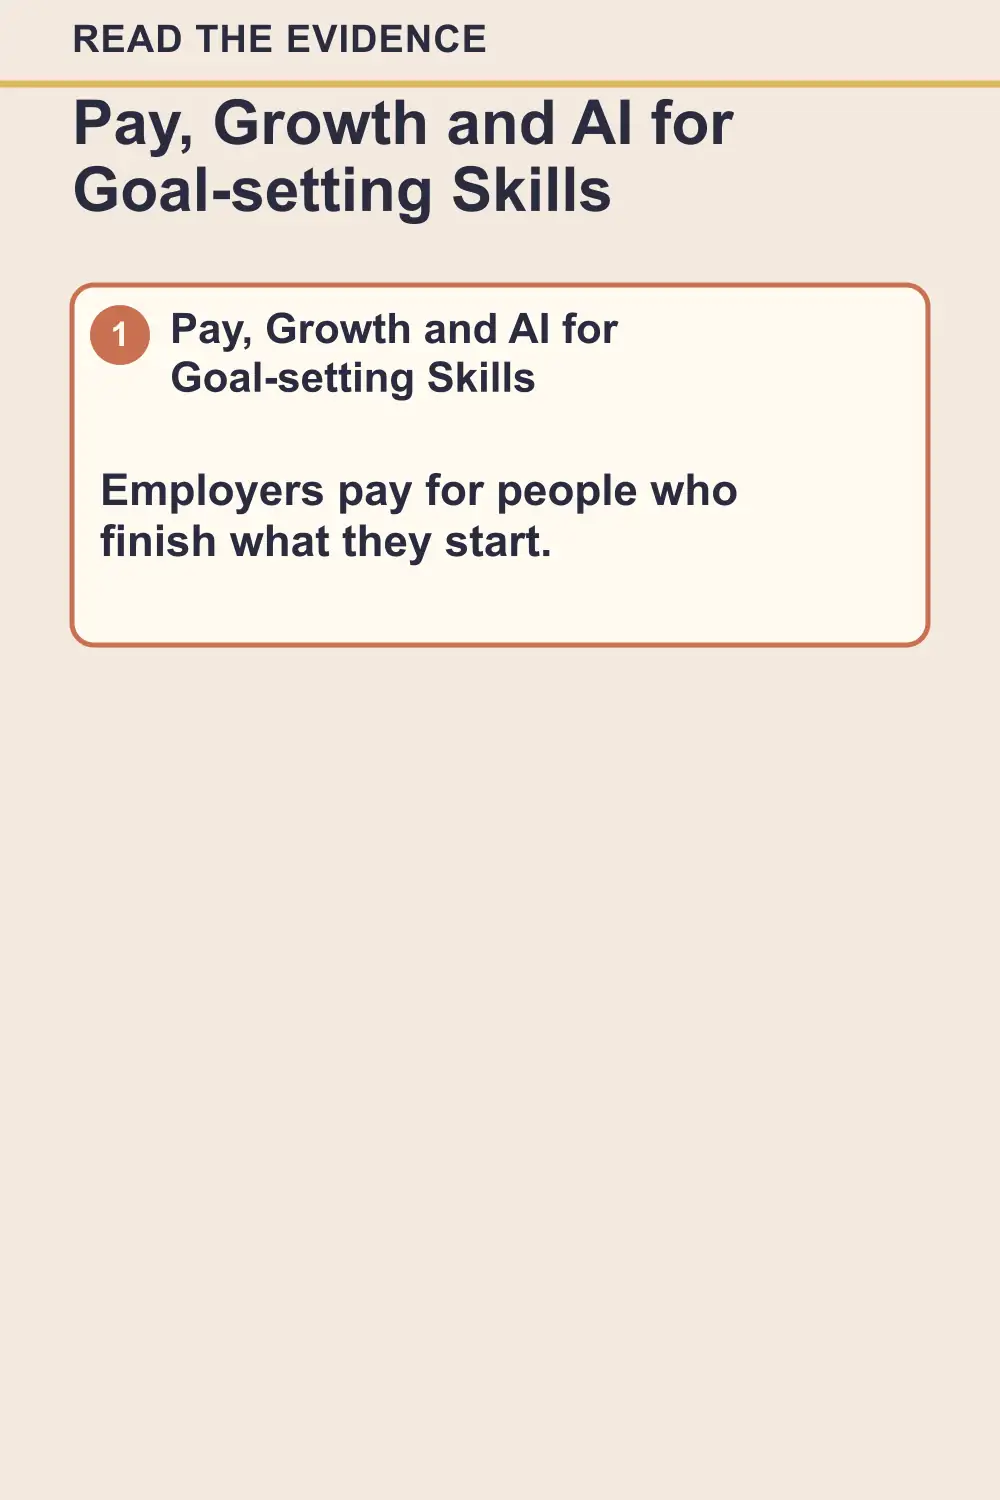 READ THE EVIDENCE
Pay, Growth and AI for
Goal-setting Skills
1
Pay, Growth and AI for
Goal-setting Skills
Employers pay for people who
finish what they start.